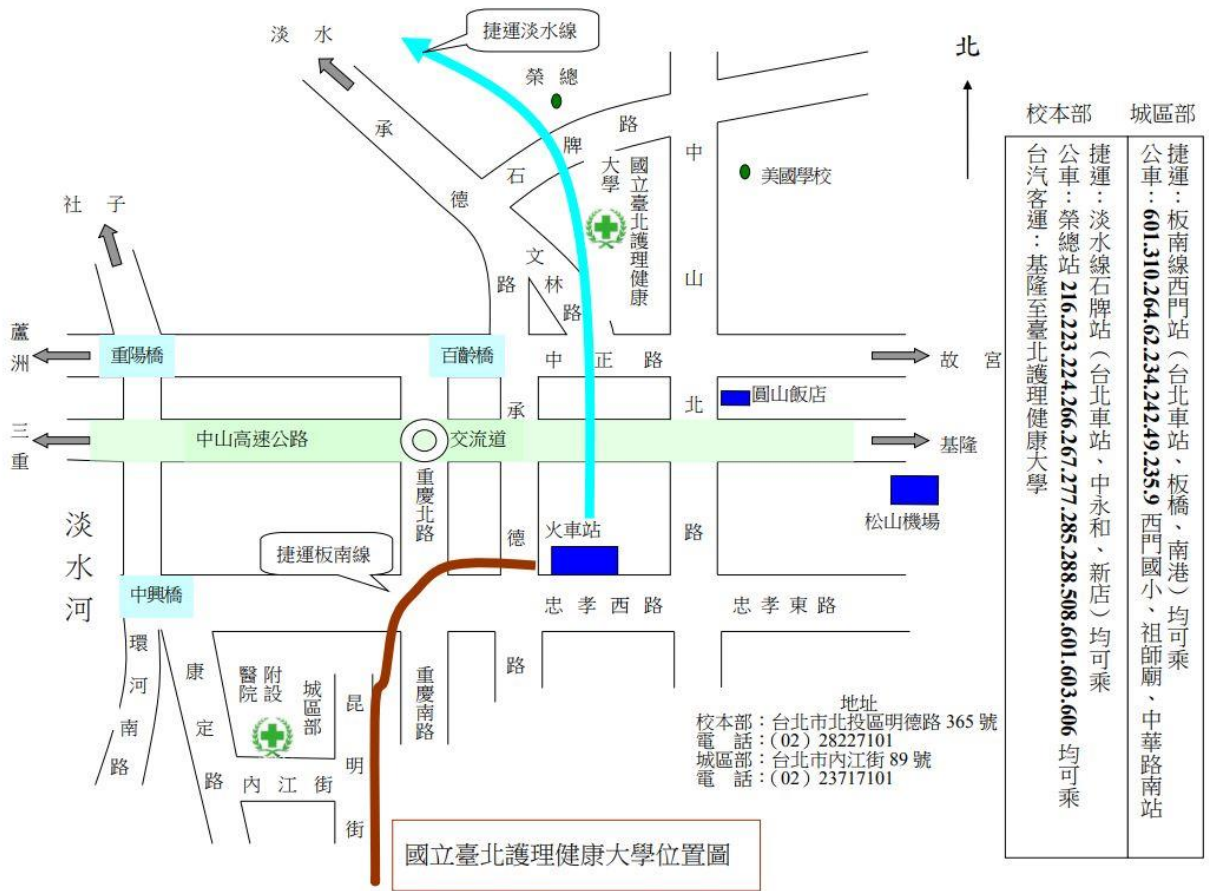 捷運淡水線
淡水
榮總
北
承德路
石牌路
中山北路
國立臺北護理健康
大學
美國學校
社子
文林路
蘆洲
重陽橋
百齡橋
中正路
故宮
圓山飯店
三重
中山高速公路
交流道
基隆
承德路
重慶北路
松山機場
火車站
淡水河
捷運板南線
中興橋
忠孝西路
忠孝東路
環河南路
康定路
附設
醫院
城區部
昆明街
重慶南路
內江街
地址
校本部：台北市北投區明德路 365 號
電　話：（02）28227101
城區部：台北市內江街 89 號
電　話：（02）23717101
國立臺北護理健康大學位置圖
城區部
捷運：板南線西門站（台北車站、板橋、南港）均可乘
公車：601.310.264.62.234.242.49.235.9 西門國小、祖師廟、中華路南站
校本部
捷運：淡水線石牌站（台北車站、中永和、新店）均可乘
公車：榮總站 216.223.224.266.267.277.285.288.508.601.603.606 均可乘
台汽客運：基隆至臺北護理健康大學